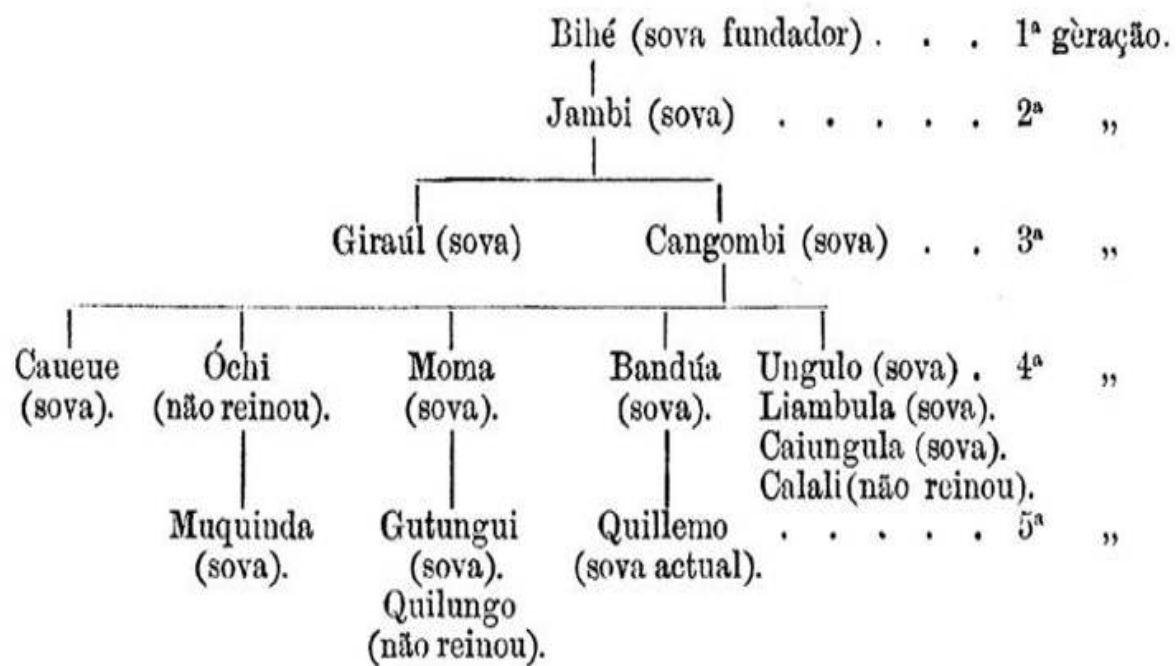 Bihé (sova fundador) . . . 1ª gèração.
Jambi (sova) . . . . . 2ª „
Giraúl (sova) Cangombi (sova) . . 3ª „
Caueue Óchi Moma Bandúa Ungulo (sova) . 4ª „
(sova). (não reinou). (sova). (sova). Liambula (sova).
Caiungula (sova).
Calali (não reinou).
Muquinda Gutungui Quillemo . . . . . 5ª „
(sova). (sova). (sova actual).
Quilungo
(não reinou).